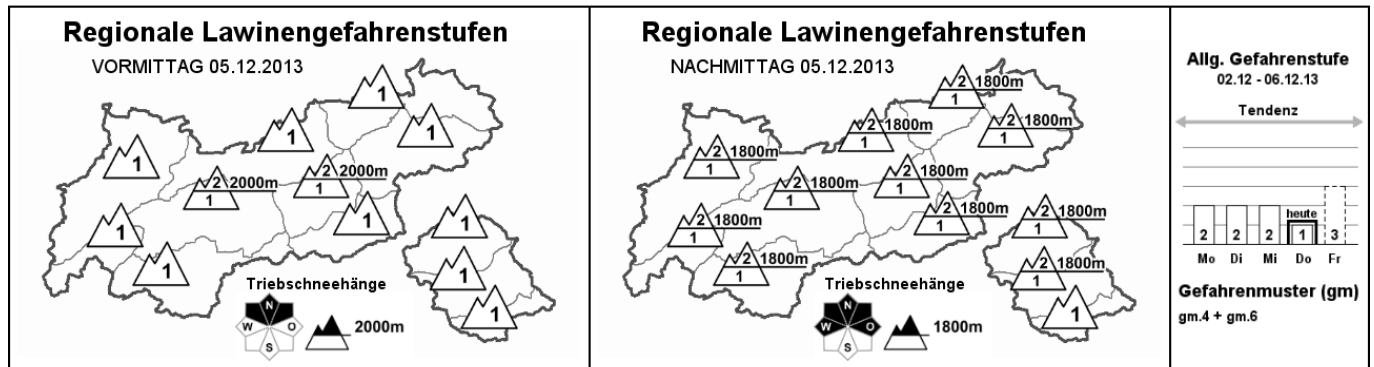 Regionale Lawinengefahrenstufen
VORMITTAG 05.12.2013
1
1
1
1
2 2000m
1
2 2000m
1
1
1
1
1
1
1
Triebschneehänge
N
W O
S
2000m
Regionale Lawinengefahrenstufen
NACHMITTAG 05.12.2013
2 1800m
1
2 1800m
1
2 1800m
1
2 1800m
1
2 1800m
1
2 1800m
1
2 1800m
1
2 1800m
1
2 1800m
1
2 1800m
1
2 1800m
1
1
Triebschneehänge
N
W O
S
1800m
Allg. Gefahrenstufe
02.12 - 06.12.13
Tendenz
heute
2 2 2 1 3
Mo Di Mi Do Fr
Gefahrenmuster (gm)
gm.4 + gm.6